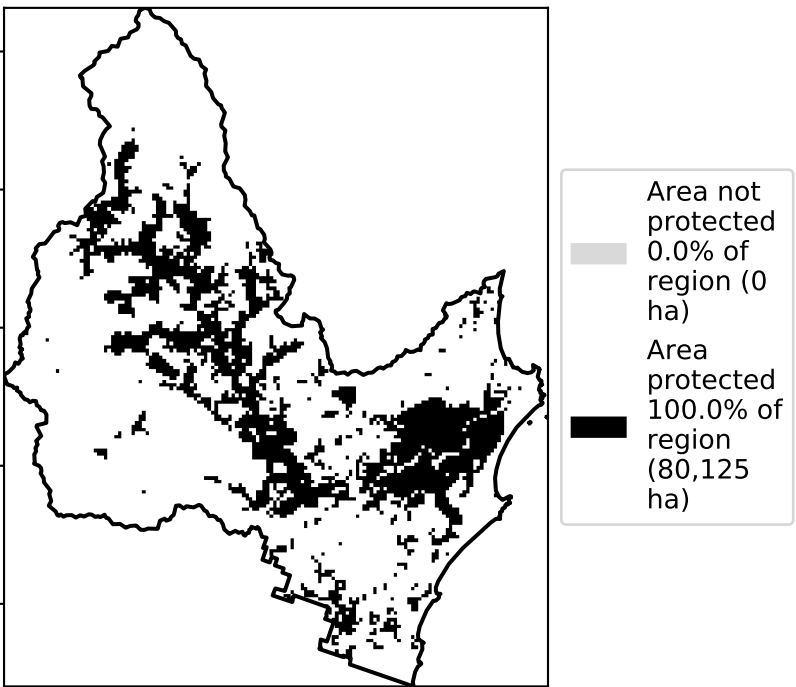 Area not
protected
0.0% of
region (0
ha)
Area
protected
100.0% of
region
(80,125
ha)